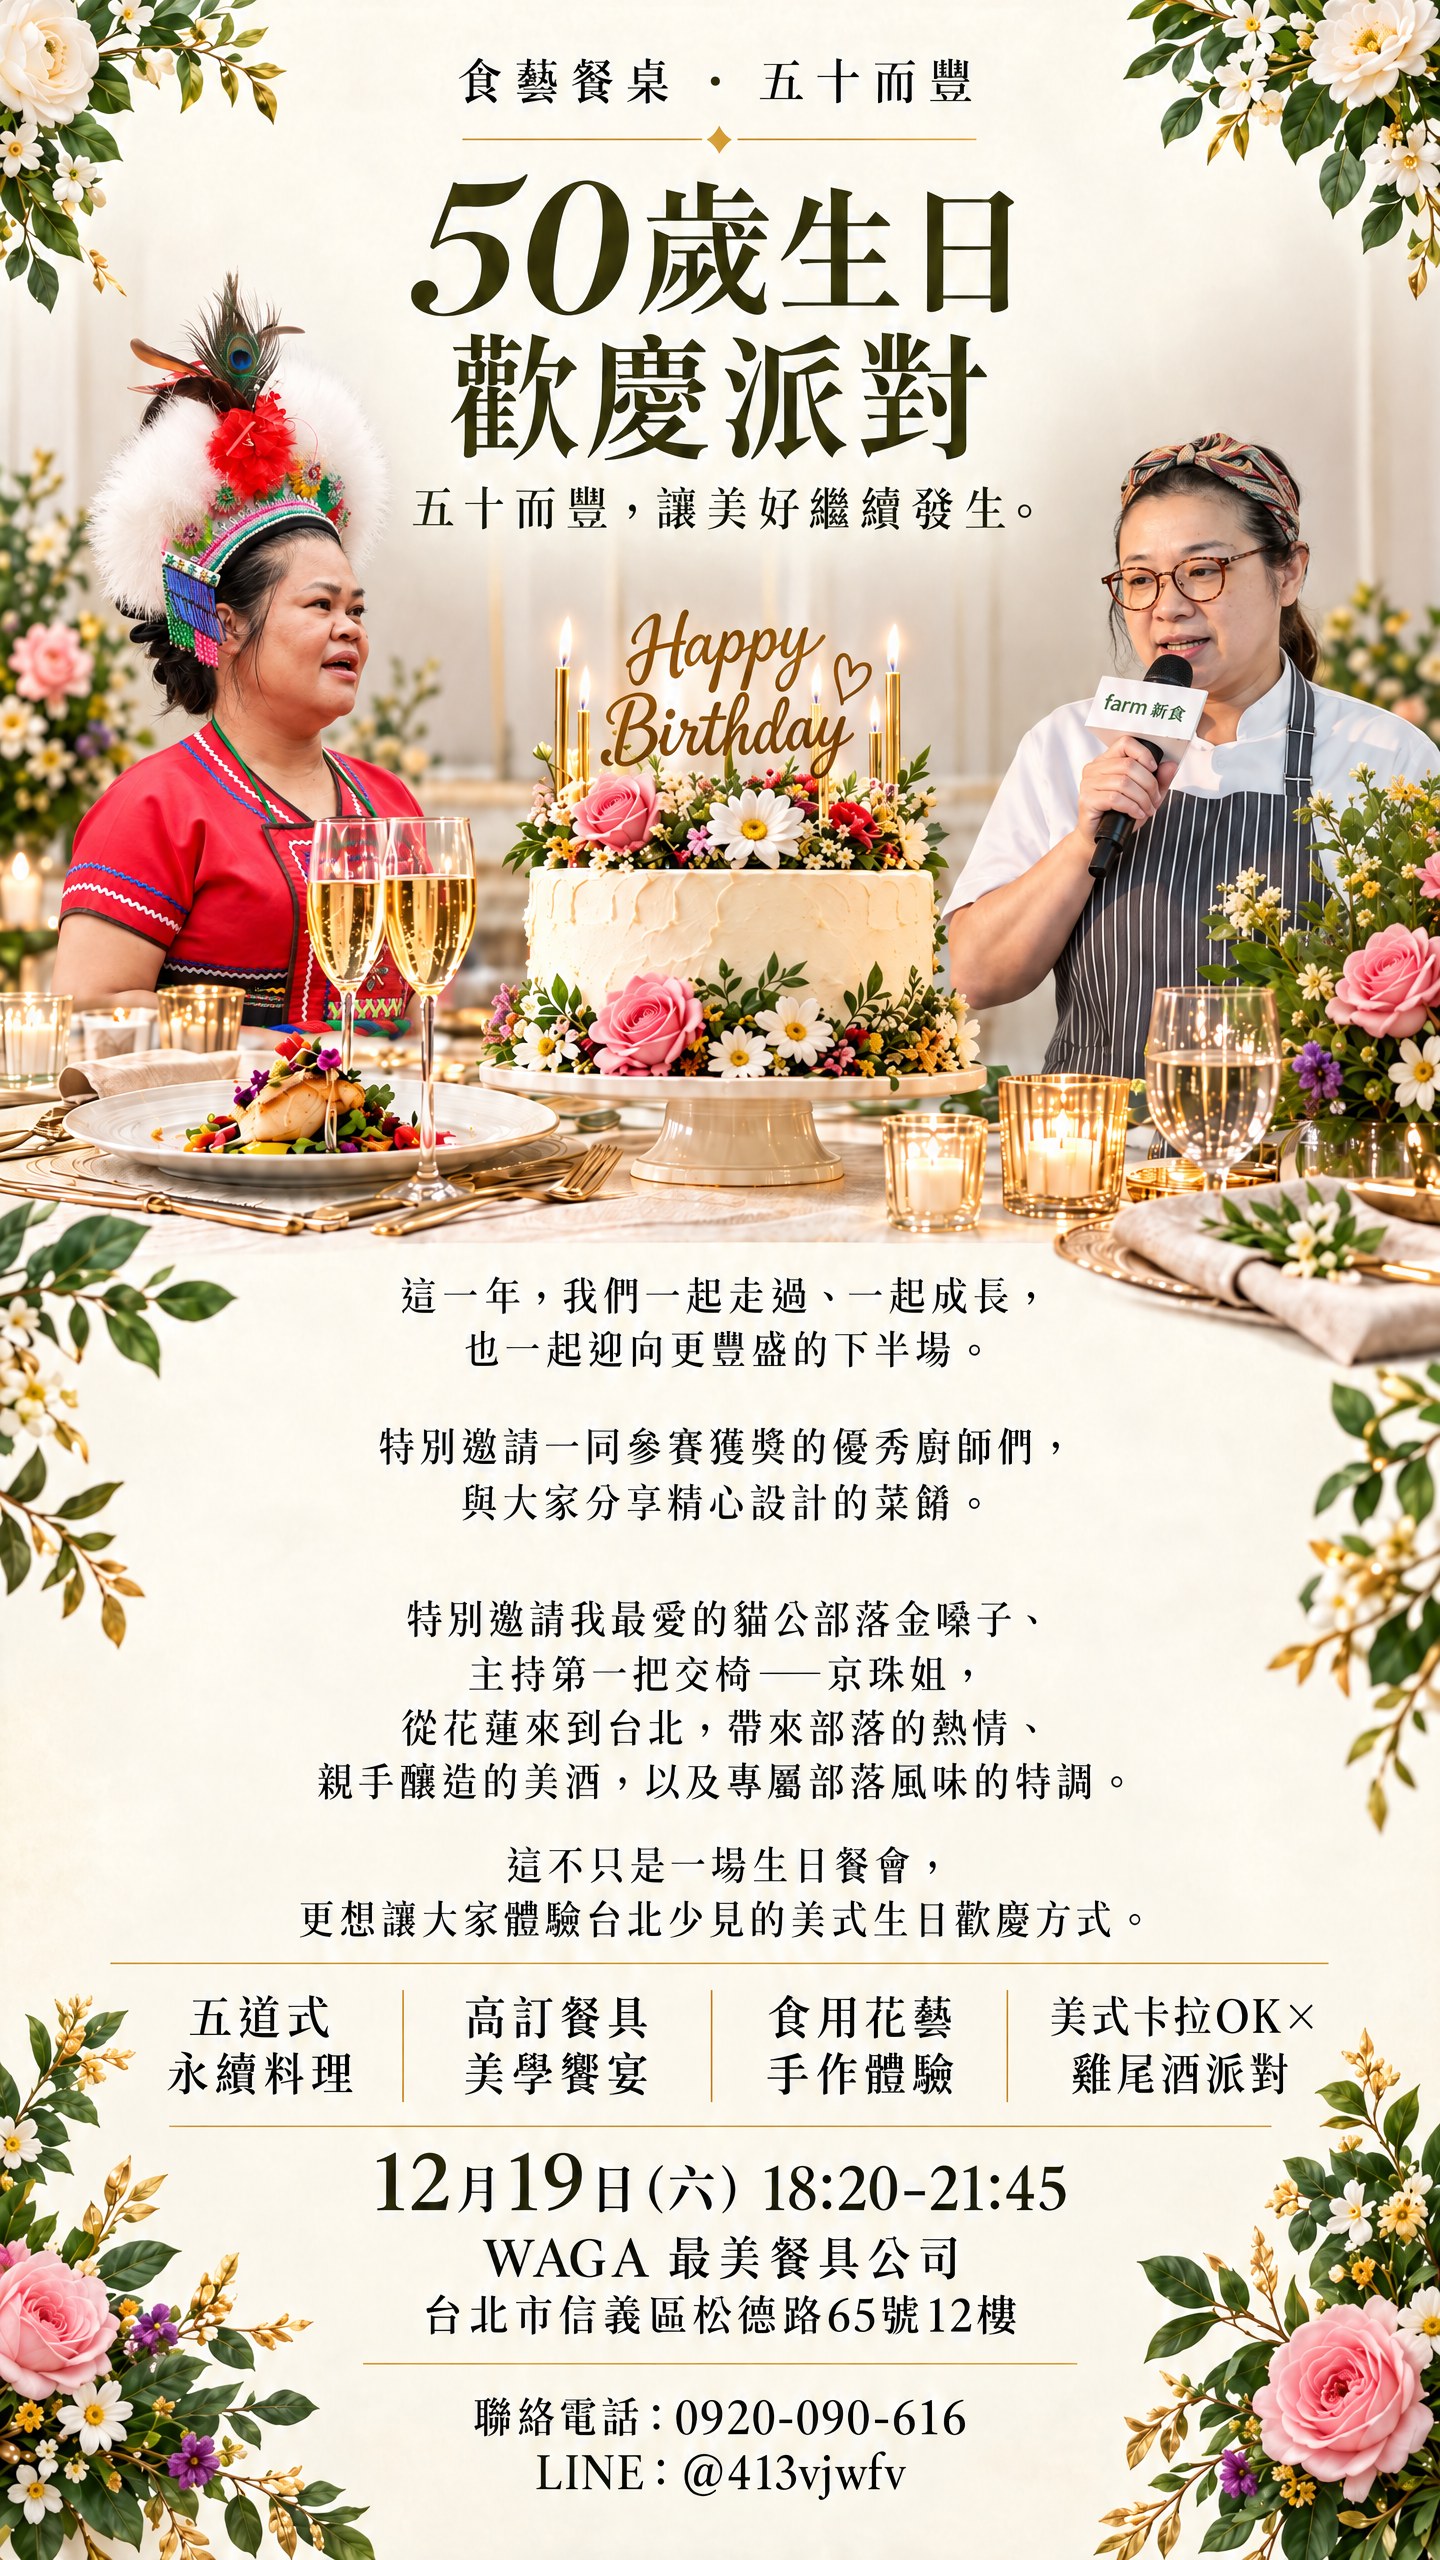 食藝餐桌・五十而豐
50歲生日
歡慶派對
五十而豐，讓美好繼續發生。
Happy
Birthday
farm 新食
這一年，我們一起走過、一起成長，
也一起迎向更豐盛的下半場。
特別邀請一同參賽獲獎的優秀廚師們，
與大家分享精心設計的菜餚。
特別邀請我最愛的貓公部落金嗓子、
主持第一把交椅——京珠姐，
從花蓮來到台北，帶來部落的熱情、
親手釀造的美酒，以及專屬部落風味的特調。
這不只是一場生日餐會，
更想讓大家體驗台北少見的美式生日歡慶方式。
五道式
永續料理
高訂餐具
美學饗宴
食用花藝
手作體驗
美式卡拉OK×
雞尾酒派對
12月19日(六) 18:20-21:45
WAGA 最美餐具公司
台北市信義區松德路65號12樓
聯絡電話：0920-090-616
LINE：@413vjwfv